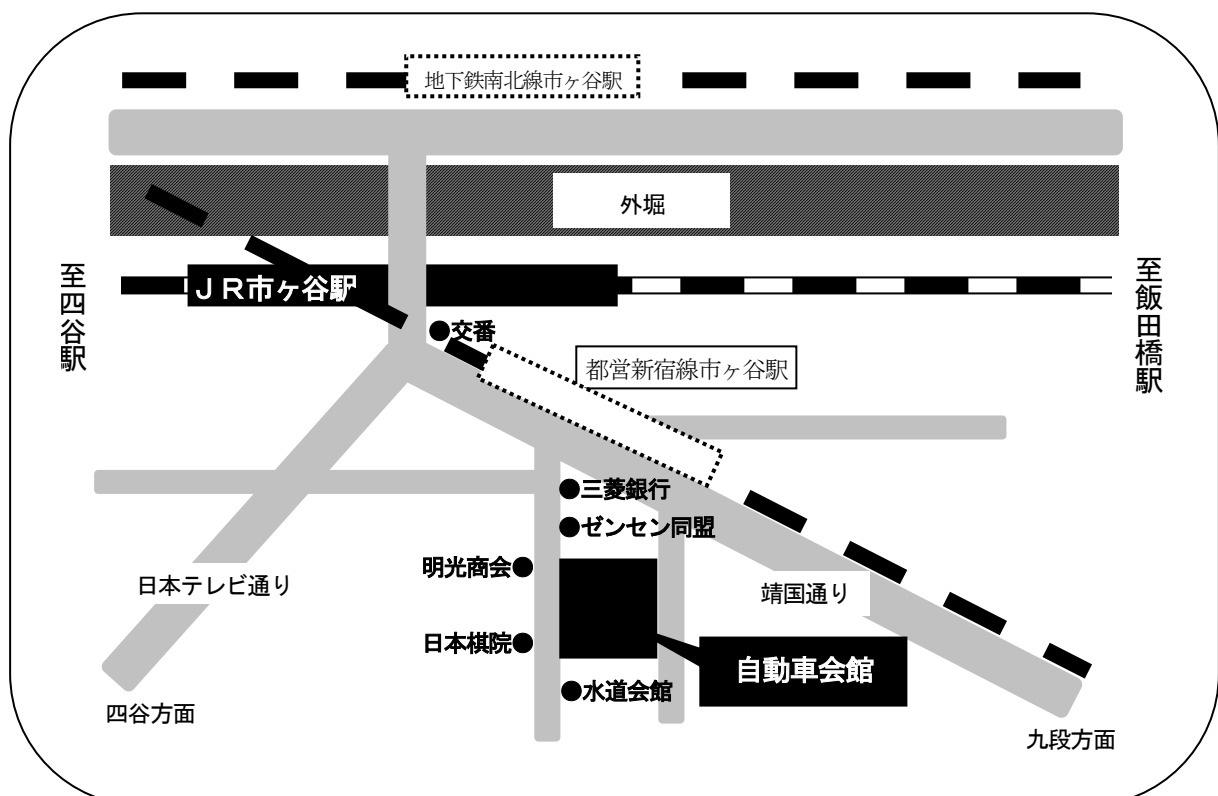 地下鉄南北線市ヶ谷駅
外堀
至四谷駅
ＪＲ市ヶ谷駅
至飯田橋駅
●交番
都営新宿線市ヶ谷駅
●三菱銀行
●ゼンセン同盟
明光商会●
日本テレビ通り
靖国通り
日本棋院●
自動車会館
●水道会館
四谷方面
九段方面